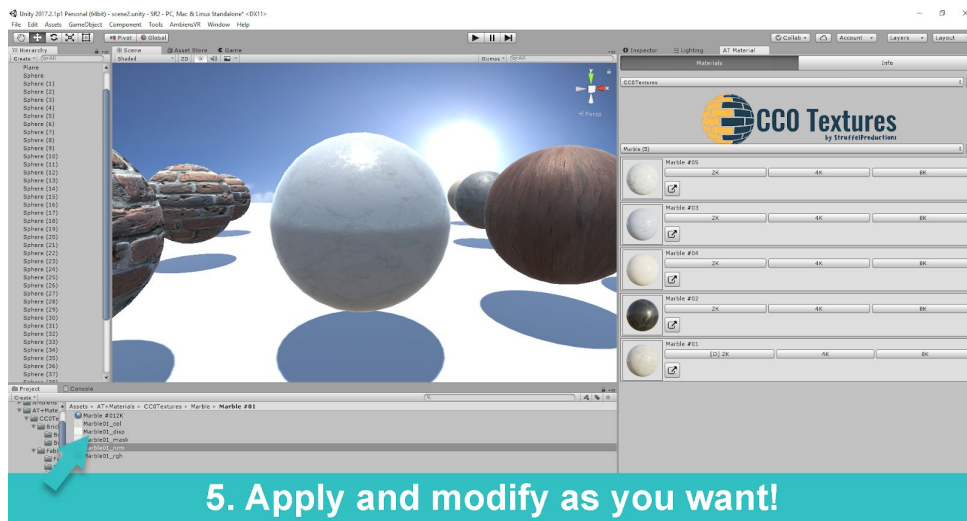 Unity 2017.2.1p1 Personal (64bit) - scene2.unity - SR2 - PC, Mac & Linux Standalone* <DX11>
File Edit Assets GameObject Component Tools AmbiensVR Window Help
Pivot Global
Collab Account Layers Layout
Hierarchy
Scene Asset Store Game
Inspector Lighting AT Material
Create All
Shaded 2D Gizmos All
Materials Info
Plane
Sphere
Sphere (1)
Sphere (2)
Sphere (3)
Sphere (4)
Sphere (5)
Sphere (6)
Sphere (7)
Sphere (8)
Sphere (9)
Sphere (10)
Sphere (11)
Sphere (12)
Sphere (13)
Sphere (14)
Sphere (15)
Sphere (16)
Sphere (17)
Sphere (18)
Sphere (19)
Sphere (20)
Sphere (21)
Sphere (22)
Sphere (23)
Sphere (24)
Sphere (25)
Sphere (26)
Sphere (27)
Sphere (28)
Sphere (29)
Sphere (30)
Sphere (31)
Sphere (32)
Sphere (33)
Sphere (34)
Sphere (35)
Sphere (36)
Sphere (37)
y
x
Persp
CC0Textures
CC0 Textures
by StruffelProductions
Marble (5)
Marble #05
2K 4K 8K
Marble #03
2K 4K 8K
Marble #04
2K 4K 8K
Marble #02
2K 4K 8K
Marble #01
[D] 2K 4K 8K
Project Console
Create
AT+Mate
CC0Te
Bric
Fabr
Assets AT+Materials CC0Textures Marble Marble #01
Marble #012K
Marble01_col
Marble01_disp
Marble01_mask
Marble01_nrm
Marble01_rgh
5. Apply and modify as you want!